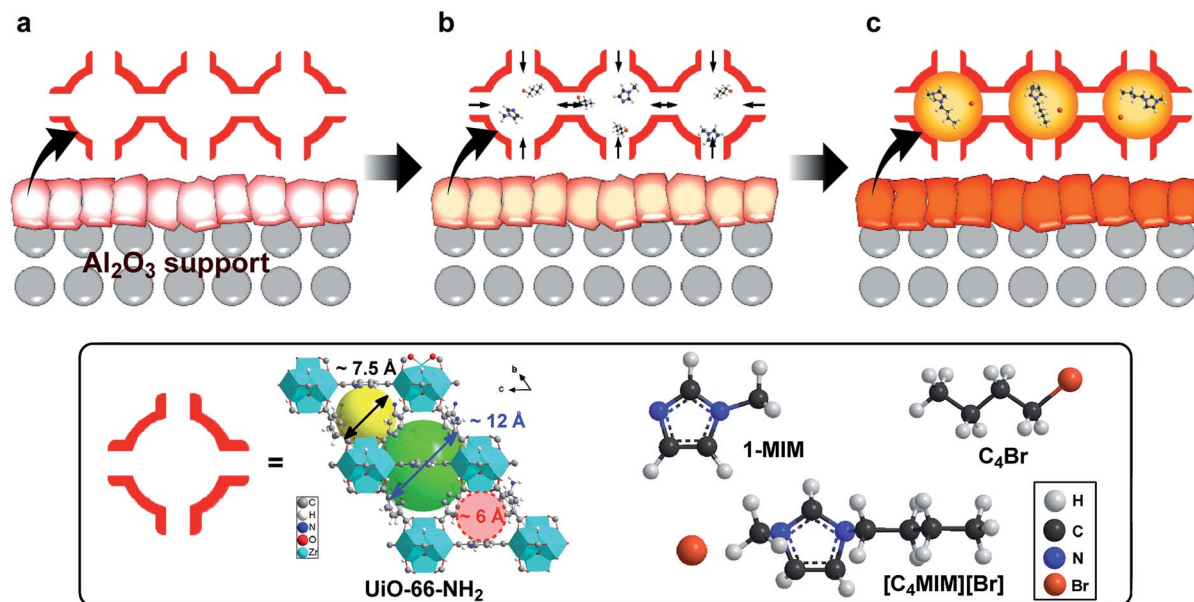 a
b
c
Al₂O₃ support
~ 7.5 Å
b
c
~ 12 Å
~ 6 Å
=
C
H
N
O
Zr
UiO-66-NH₂
1-MIM
C₄Br
[C₄MIM][Br]
H
C
N
Br